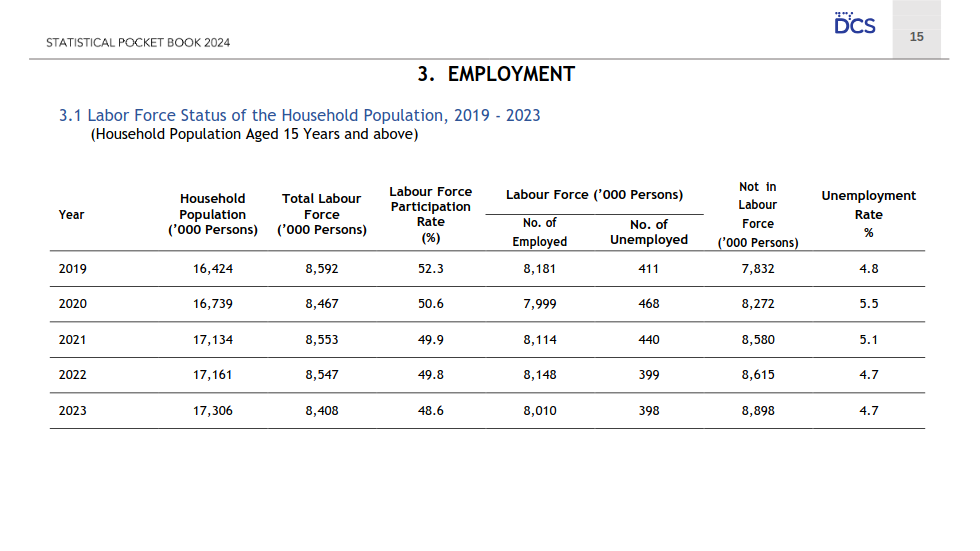 DCS
STATISTICAL POCKET BOOK 2024
15
3. EMPLOYMENT
3.1 Labor Force Status of the Household Population, 2019 - 2023
(Household Population Aged 15 Years and above)
Year
Household
Population
(’000 Persons)
Total Labour
Force
(’000 Persons)
Labour Force
Participation
Rate
(%)
Labour Force (’000 Persons)
No. of
Employed
No. of
Unemployed
Not in
Labour
Force
(’000 Persons)
Unemployment
Rate
%
2019 16,424 8,592 52.3 8,181 411 7,832 4.8
2020 16,739 8,467 50.6 7,999 468 8,272 5.5
2021 17,134 8,553 49.9 8,114 440 8,580 5.1
2022 17,161 8,547 49.8 8,148 399 8,615 4.7
2023 17,306 8,408 48.6 8,010 398 8,898 4.7